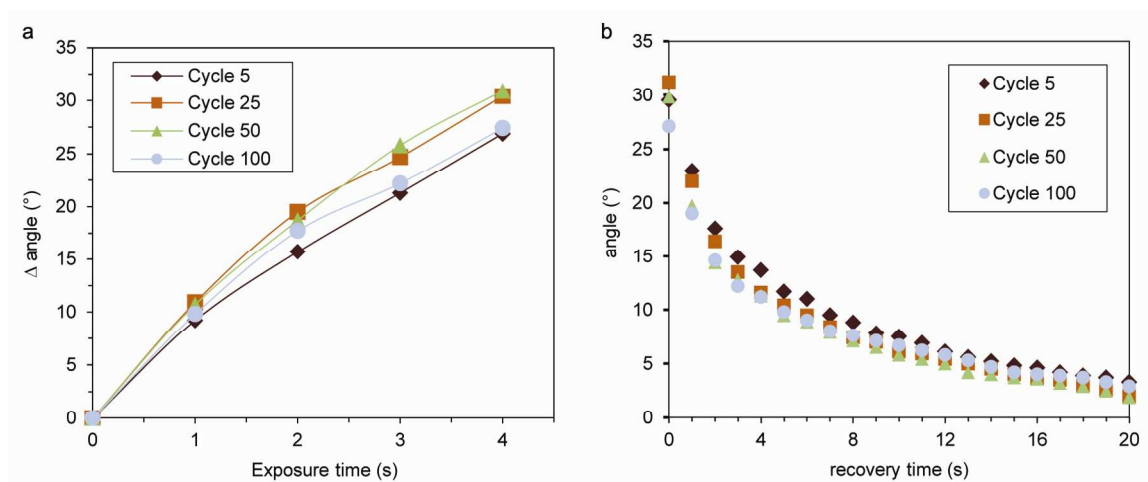 a
35
30
25
20
15
10
5
0
Δ angle (°)
Cycle 5
Cycle 25
Cycle 50
Cycle 100
0 1 2 3 4
Exposure time (s)
b
35
30
25
20
15
10
5
0
angle (°)
Cycle 5
Cycle 25
Cycle 50
Cycle 100
0 4 8 12 16 20
recovery time (s)